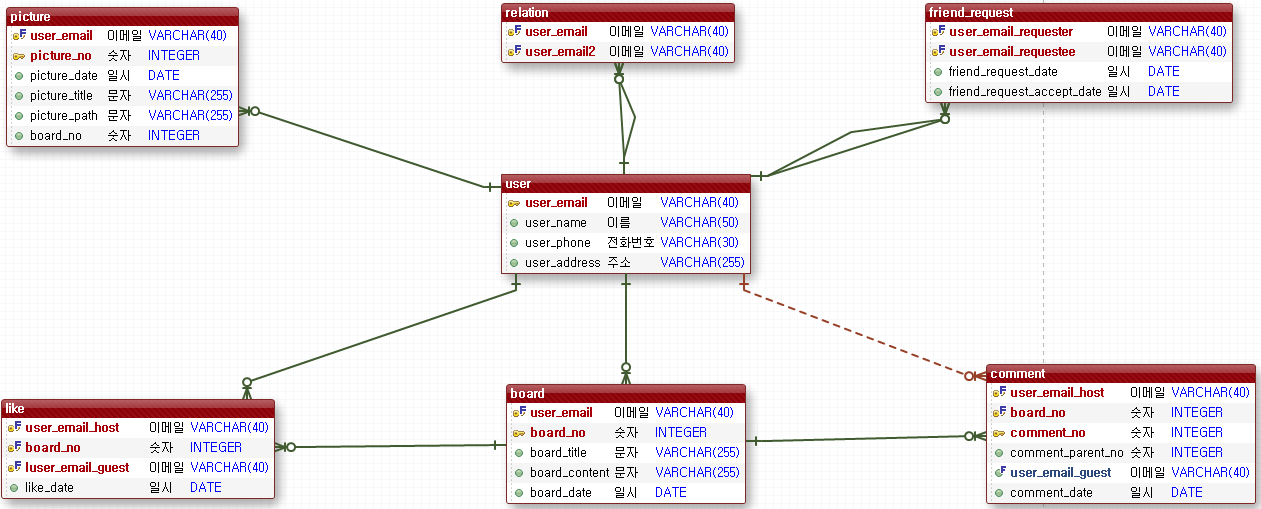 picture
user_email 이메일 VARCHAR(40)
picture_no 숫자 INTEGER
picture_date 일시 DATE
picture_title 문자 VARCHAR(255)
picture_path 문자 VARCHAR(255)
board_no 숫자 INTEGER
relation
user_email 이메일 VARCHAR(40)
user_email2 이메일 VARCHAR(40)
friend_request
user_email_requester 이메일 VARCHAR(40)
user_email_requestee 이메일 VARCHAR(40)
friend_request_date 일시 DATE
friend_request_accept_date 일시 DATE
user
user_email 이메일 VARCHAR(40)
user_name 이름 VARCHAR(50)
user_phone 전화번호 VARCHAR(30)
user_address 주소 VARCHAR(255)
like
user_email_host 이메일 VARCHAR(40)
board_no 숫자 INTEGER
luser_email_guest 이메일 VARCHAR(40)
like_date 일시 DATE
board
user_email 이메일 VARCHAR(40)
board_no 숫자 INTEGER
board_title 문자 VARCHAR(255)
board_content 문자 VARCHAR(255)
board_date 일시 DATE
comment
user_email_host 이메일 VARCHAR(40)
board_no 숫자 INTEGER
comment_no 숫자 INTEGER
comment_parent_no 숫자 INTEGER
user_email_guest 이메일 VARCHAR(40)
comment_date 일시 DATE